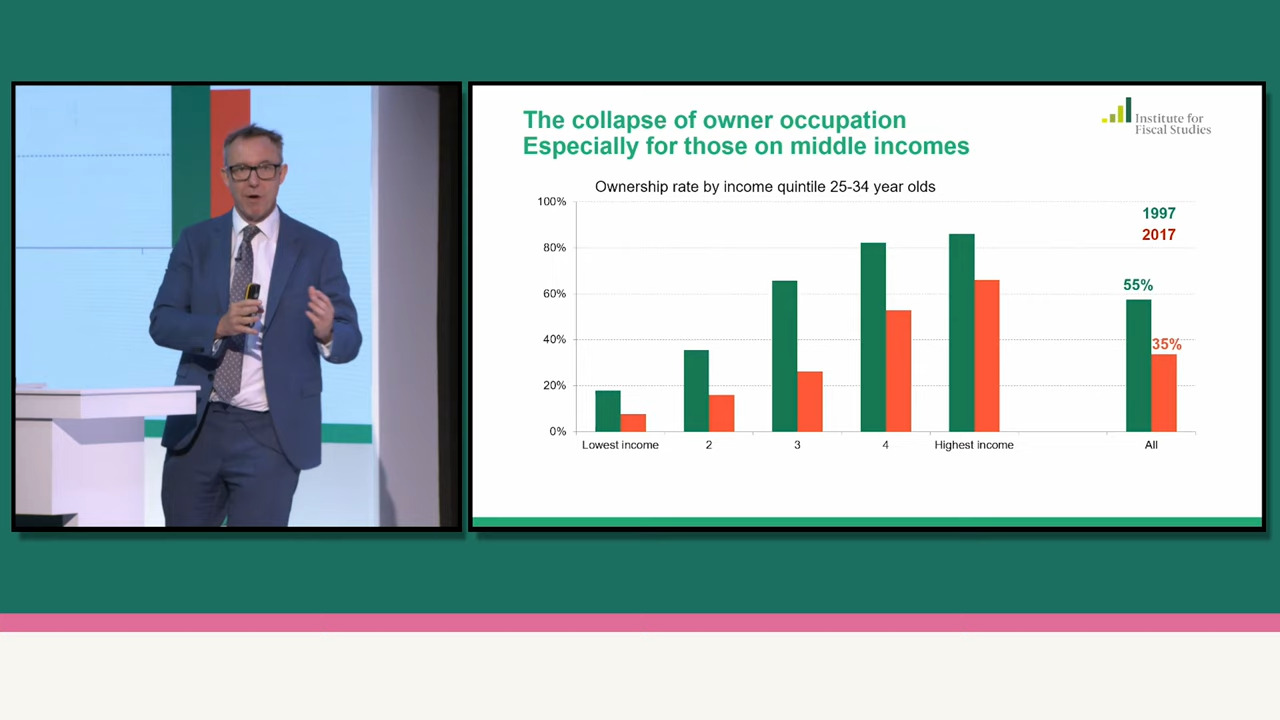 The collapse of owner occupation
Especially for those on middle incomes
Institute for
Fiscal Studies
Ownership rate by income quintile 25-34 year olds
100%
80%
60%
40%
20%
0%
1997
2017
55%
35%
Lowest income
2
3
4
Highest income
All